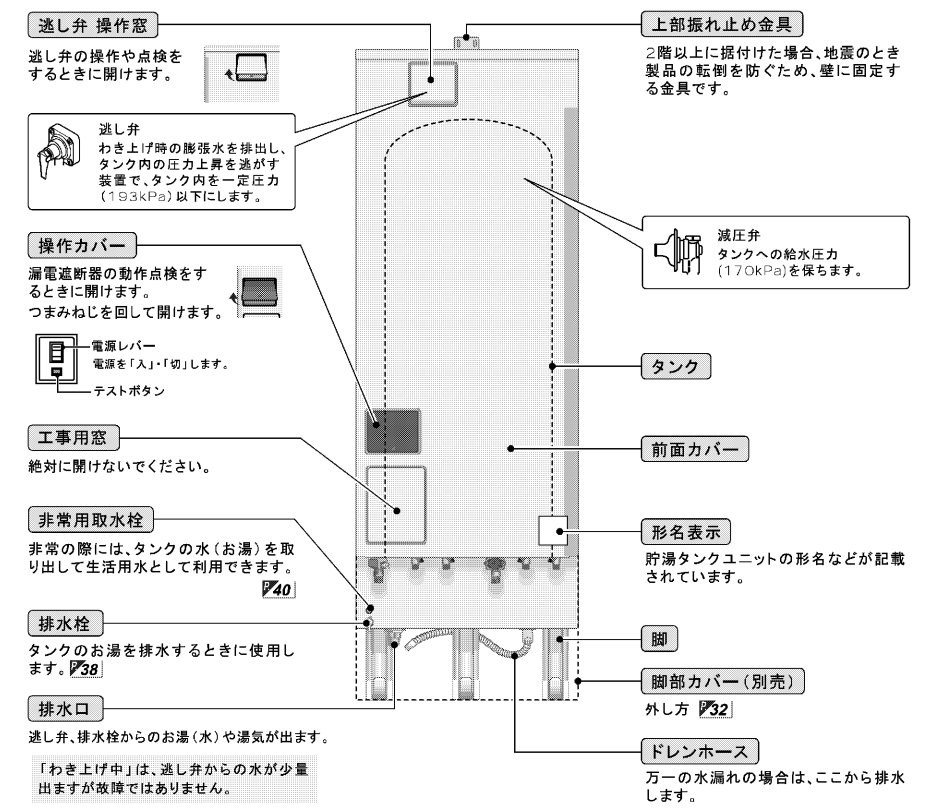 逃し弁 操作窓
逃し弁の操作や点検を
するときに開けます。
逃し弁
わき上げ時の膨張水を排出し、
タンク内の圧力上昇を逃がす
装置で、タンク内を一定圧力
(193kPa)以下にします。
操作カバー
漏電遮断器の動作点検をす
るときに開けます。
つまみねじを回して開けます。
電源レバー
電源を「入」・「切」します。
テストボタン
工事用窓
絶対に開けないでください。
非常用取水栓
非常の際には、タンクの水(お湯)を取
り出して生活用水として利用できます。
P40
排水栓
タンクのお湯を排水するときに使用し
ます。P38
排水口
逃し弁、排水栓からのお湯(水)や湯気が出ます。
「わき上げ中」は、逃し弁からの水が少量
出ますが故障ではありません。
上部振れ止め金具
2階以上に据付けた場合、地震のとき
製品の転倒を防ぐため、壁に固定す
る金具です。
減圧弁
タンクへの給水圧力
(170kPa)を保ちます。
タンク
前面カバー
形名表示
貯湯タンクユニットの形名などが記載
されています。
脚
脚部カバー(別売)
外し方 P32
ドレンホース
万一の水漏れの場合は、ここから排水
します。